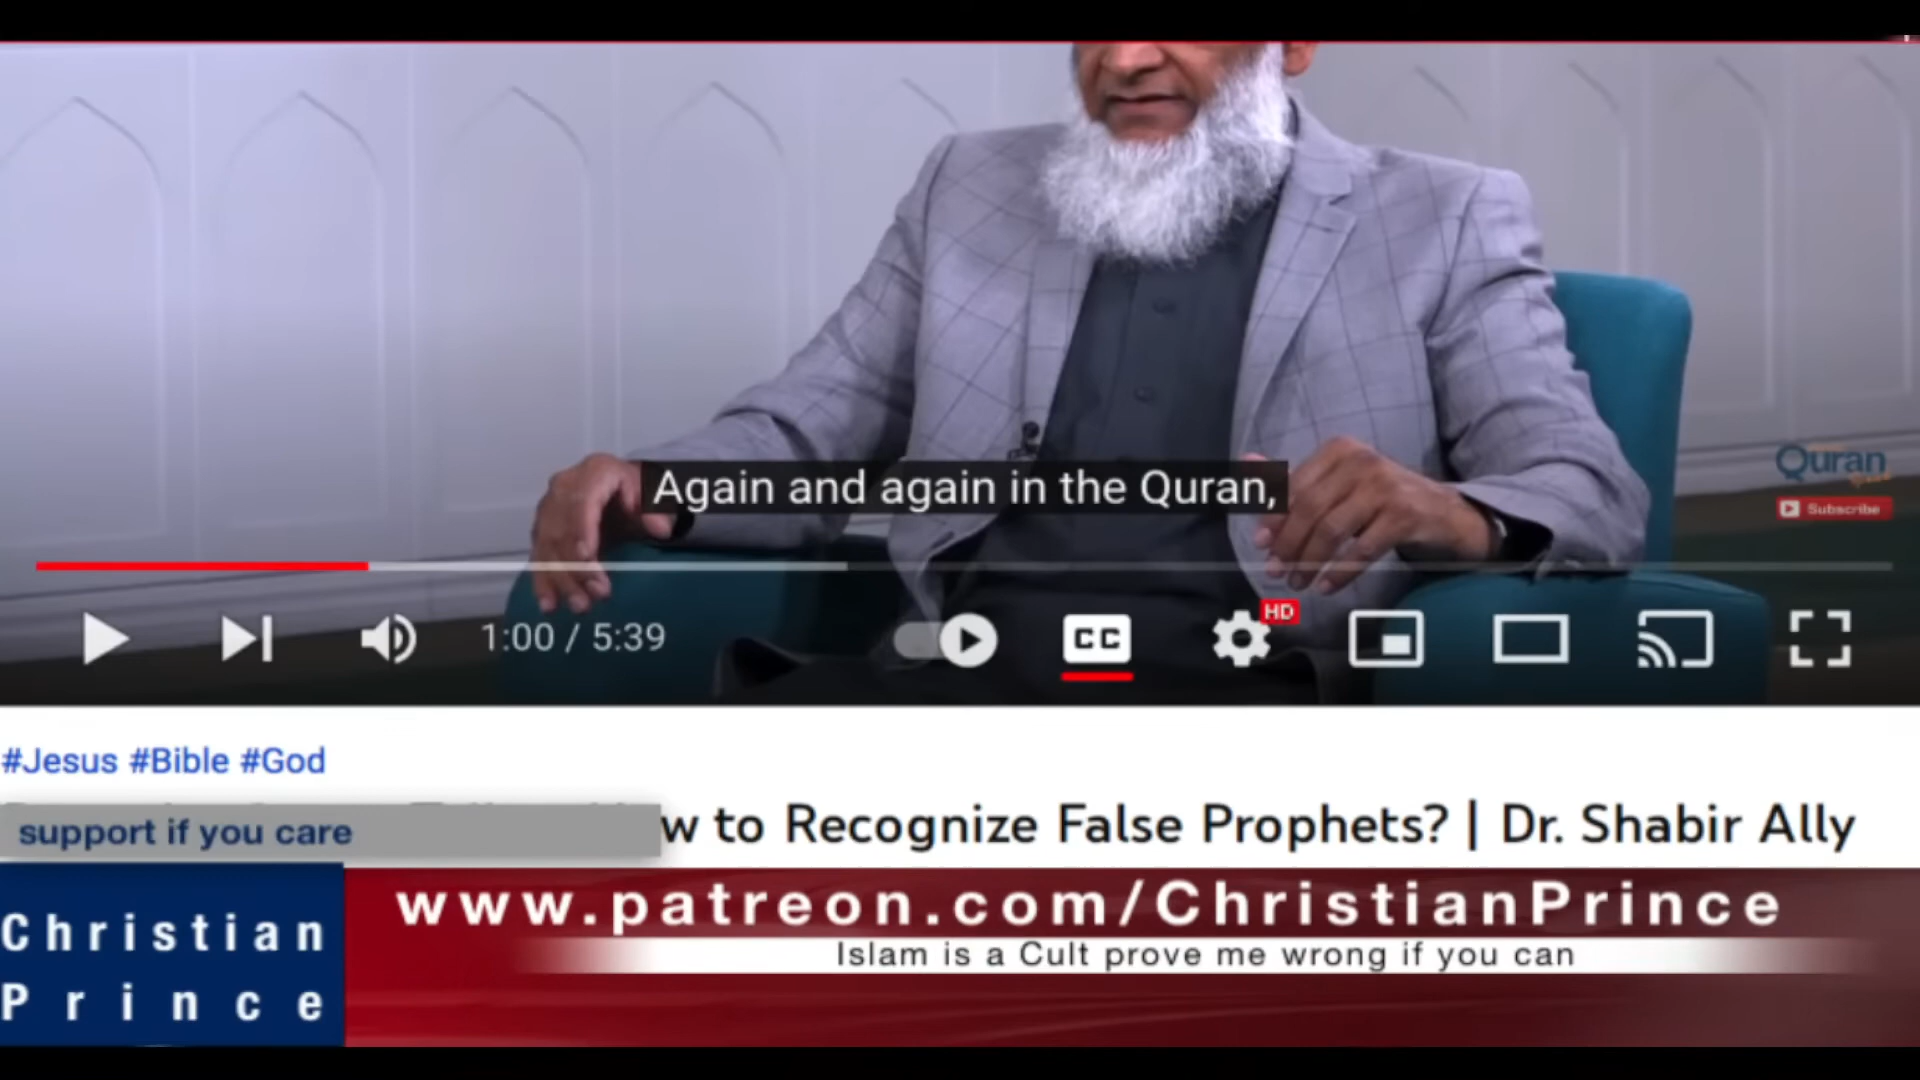 Again and again in the Quran,
Quran
Subscribe
1:00 / 5:39
CC
HD
#Jesus #Bible #God
w to Recognize False Prophets? | Dr. Shabir Ally
support if you care
Christian
Prince
www.patreon.com/ChristianPrince
Islam is a Cult prove me wrong if you can